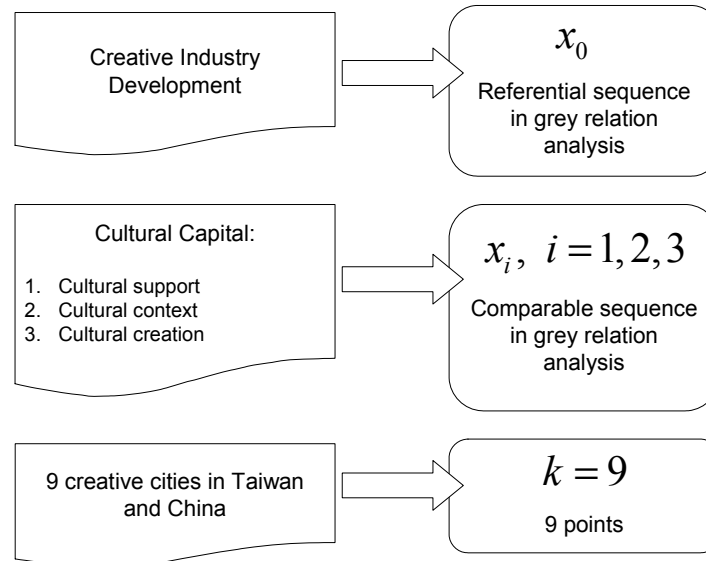 Creative Industry
Development
x₀
Referential sequence
in grey relation
analysis
Cultural Capital:
1. Cultural support
2. Cultural context
3. Cultural creation
xᵢ, i = 1, 2, 3
Comparable sequence
in grey relation
analysis
9 creative cities in Taiwan
and China
k = 9
9 points